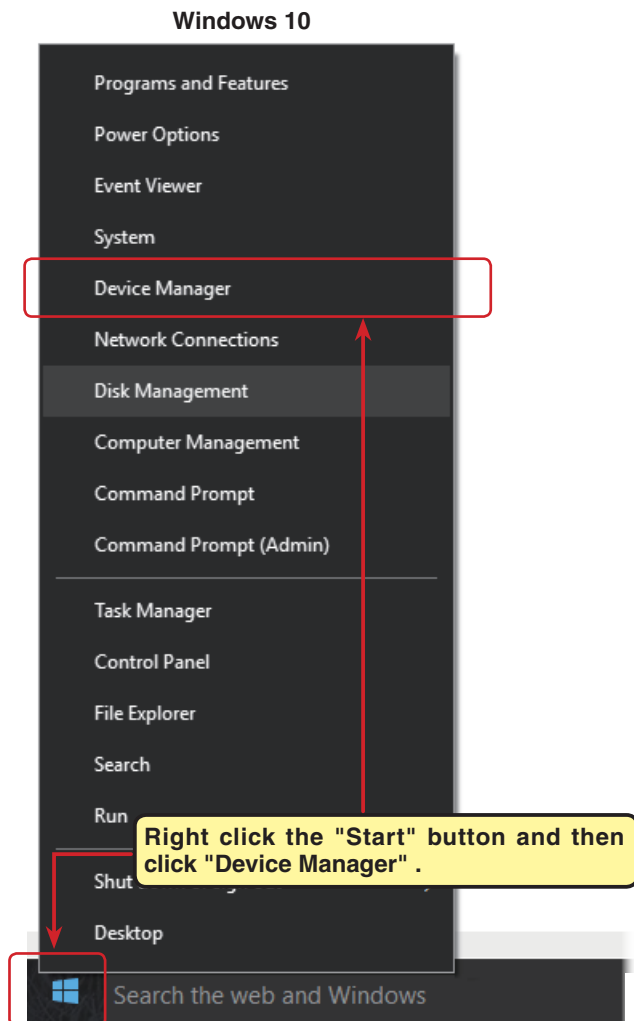 Windows 10
Programs and Features
Power Options
Event Viewer
System
Device Manager
Network Connections
Disk Management
Computer Management
Command Prompt
Command Prompt (Admin)
Task Manager
Control Panel
File Explorer
Search
Run
Right click the "Start" button and then
click "Device Manager" .
Shut
Desktop
Search the web and Windows